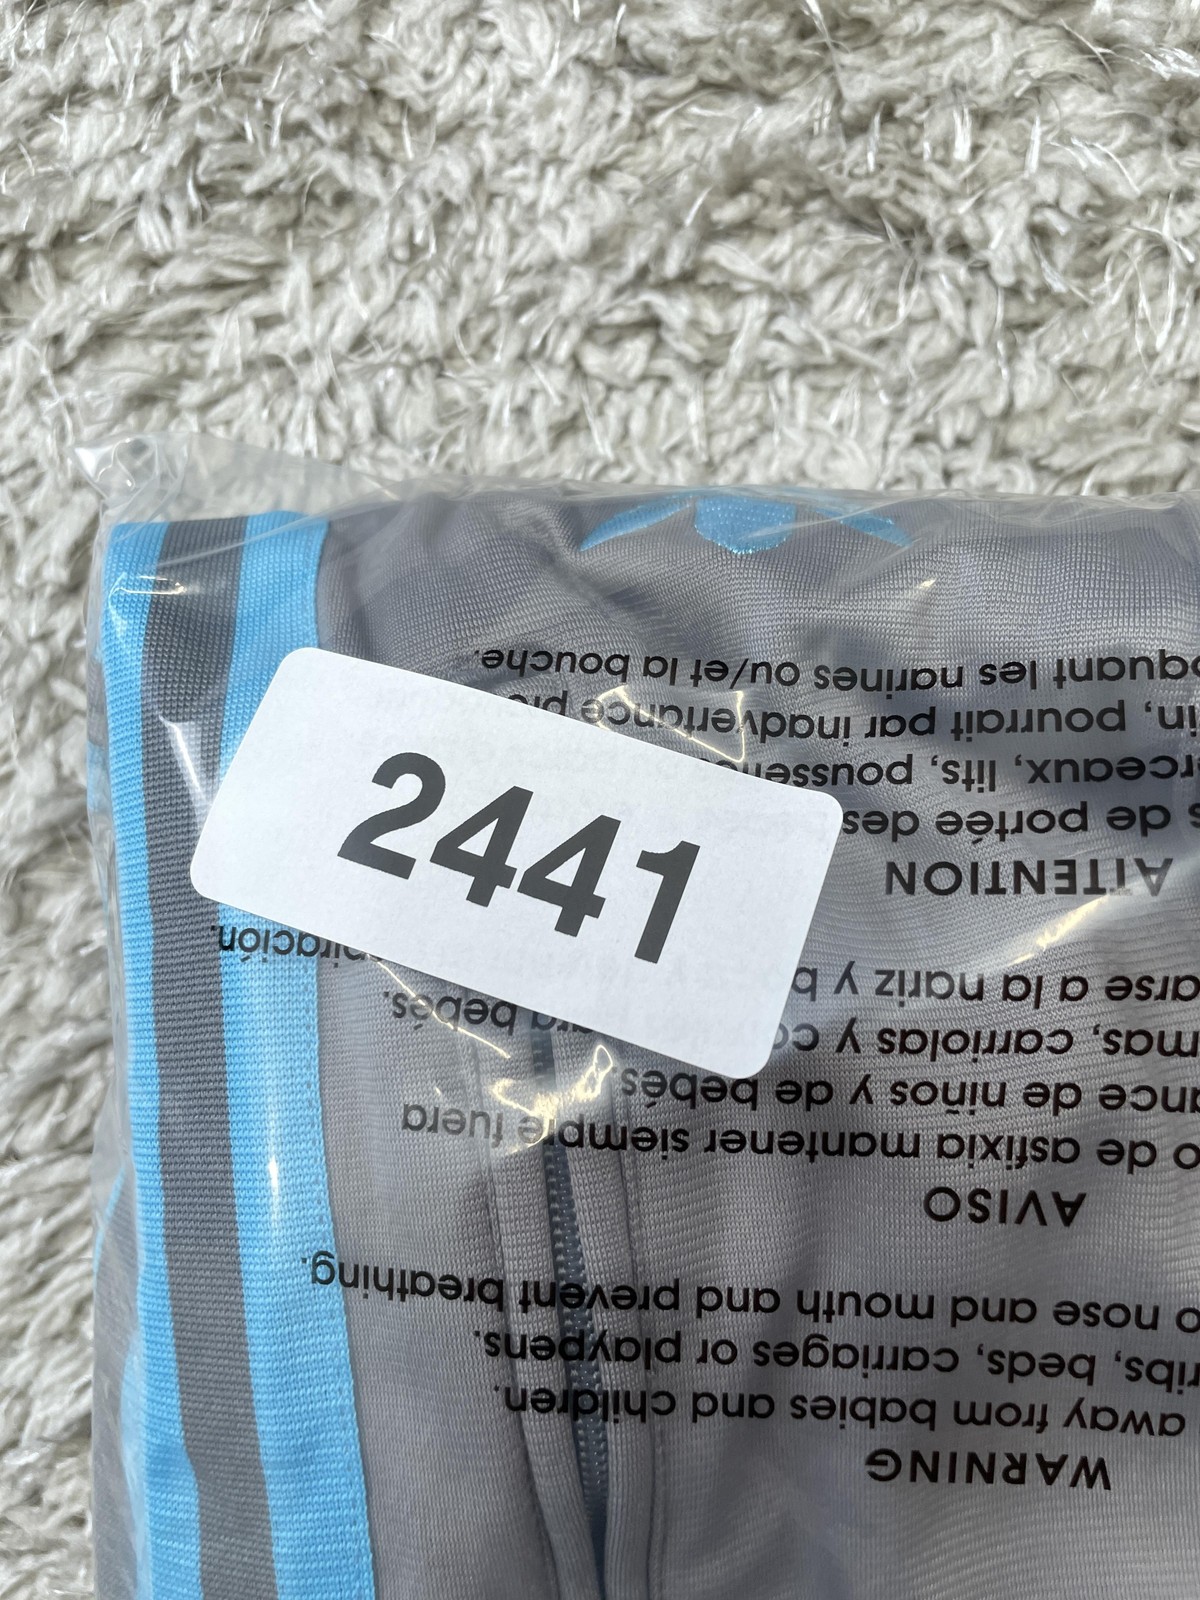 2441
WARNING
away from babies and children.
beds, carriages or playpens.
nose and mouth and prevent breathing.
AVISO
de asfixia mantener siempre fuera
de niños y de bebés.
carriolas y
bebés.
a la nariz y
ATTENTION
de portée des
lits,
pourrait par inadvertance
les narines ou/et la bouche.